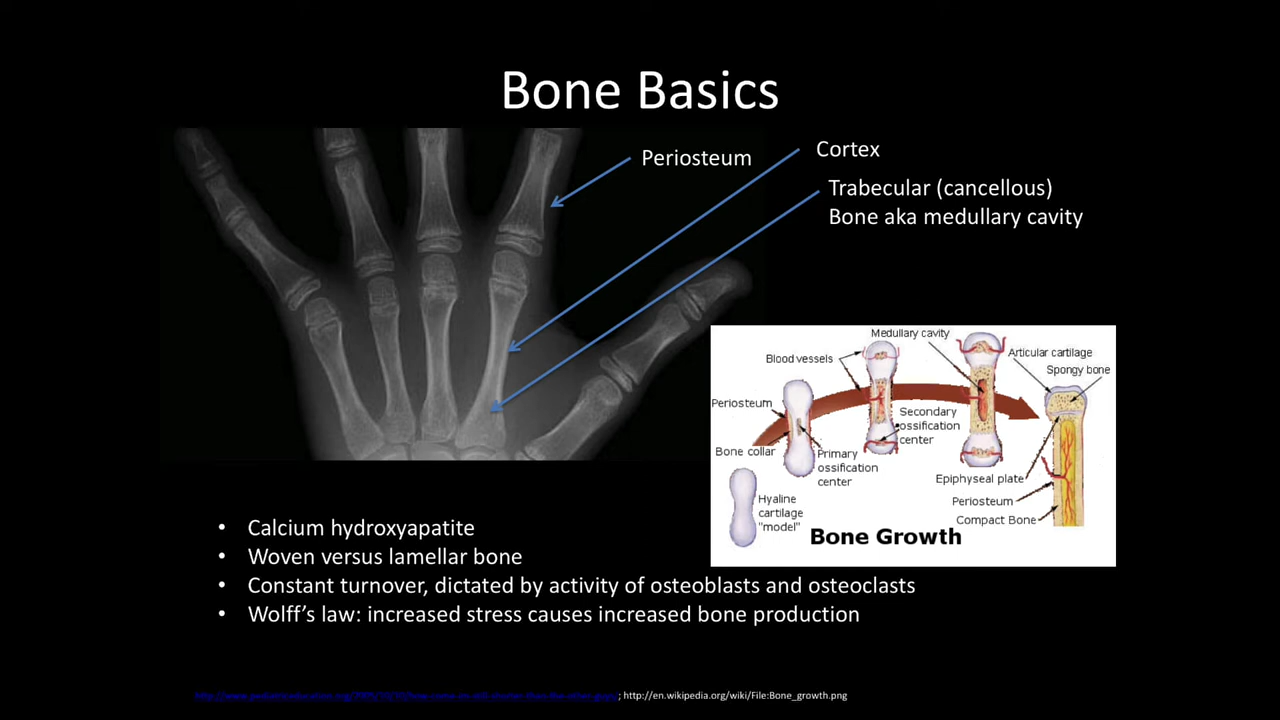 Bone Basics
Periosteum
Cortex
Trabecular (cancellous)
Bone aka medullary cavity
Medullary cavity
Blood vessels
Articular cartilage
Spongy bone
Periosteum
Secondary
ossification
center
Bone collar
Primary
ossification
center
Epiphyseal plate
Hyaline
cartilage
"model"
Periosteum
Compact Bone
Bone Growth
• Calcium hydroxyapatite
• Woven versus lamellar bone
• Constant turnover, dictated by activity of osteoblasts and osteoclasts
• Wolff’s law: increased stress causes increased bone production
; http://en.wikipedia.org/wiki/File:Bone_growth.png